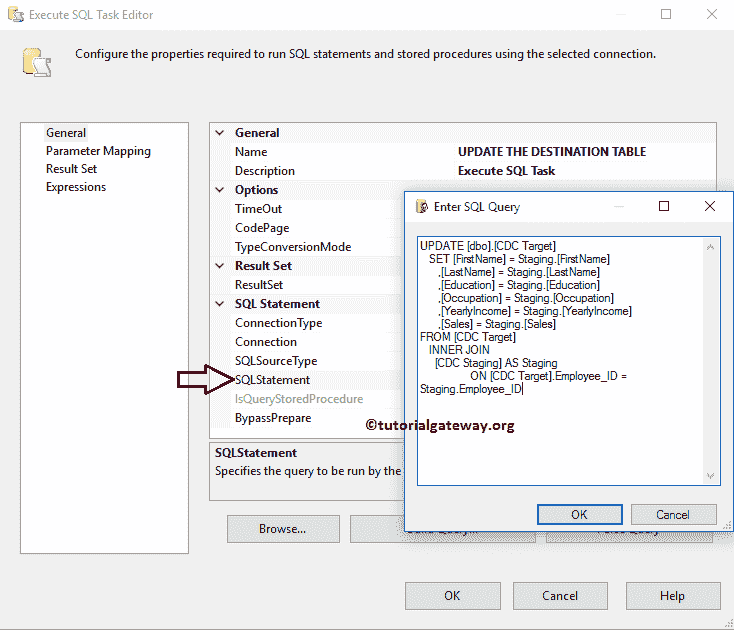 Execute SQL Task Editor
Configure the properties required to run SQL statements and stored procedures using the selected connection.
General
Parameter Mapping
Result Set
Expressions
General
Name UPDATE THE DESTINATION TABLE
Description Execute SQL Task
Options
TimeOut
CodePage
TypeConversionMode
Result Set
ResultSet
SQL Statement
ConnectionType
Connection
SQLSourceType
SQLStatement
IsQueryStoredProcedure
BypassPrepare
SQLStatement
Specifies the query to be run by the
Browse...
OK
Cancel
Help
Enter SQL Query
UPDATE [dbo].[CDC Target]
SET [FirstName] = Staging.[FirstName]
,[LastName] = Staging.[LastName]
,[Education] = Staging.[Education]
,[Occupation] = Staging.[Occupation]
,[YearlyIncome] = Staging.[YearlyIncome]
,[Sales] = Staging.[Sales]
FROM [CDC Target]
INNER JOIN
[CDC Staging] AS Staging
ON [CDC Target].Employee_ID =
Staging.Employee_ID
OK
Cancel
©tutorialgateway.org